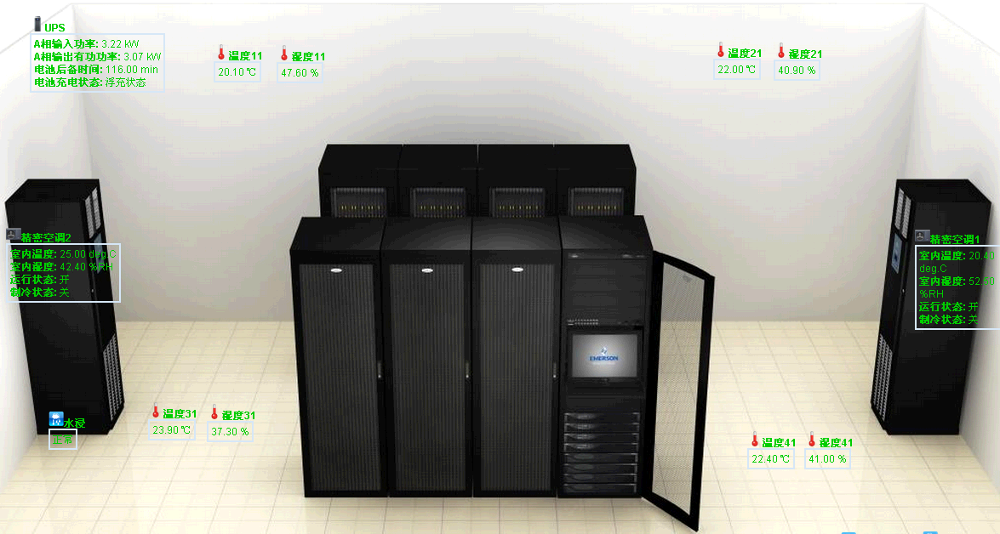 UPS
A相输入功率: 3.22 kW
A相输出有功功率: 3.07 kW
电池后备时间: 116.00 min
电池充电状态: 浮充状态
温度11
湿度11
20.10 ℃
47.60 %
温度21
湿度21
22.00 ℃
40.90 %
精密空调2
室内温度: 25.00 deg.C
室内湿度: 42.40 %RH
运行状态: 开
制冷状态: 关
精密空调1
室内温度: 20.40
deg.C
室内湿度: 52.60
%RH
运行状态: 开
制冷状态: 关
EMERSON
水浸
正常
温度31
湿度31
23.90 ℃
37.30 %
温度41
湿度41
22.40 ℃
41.00 %